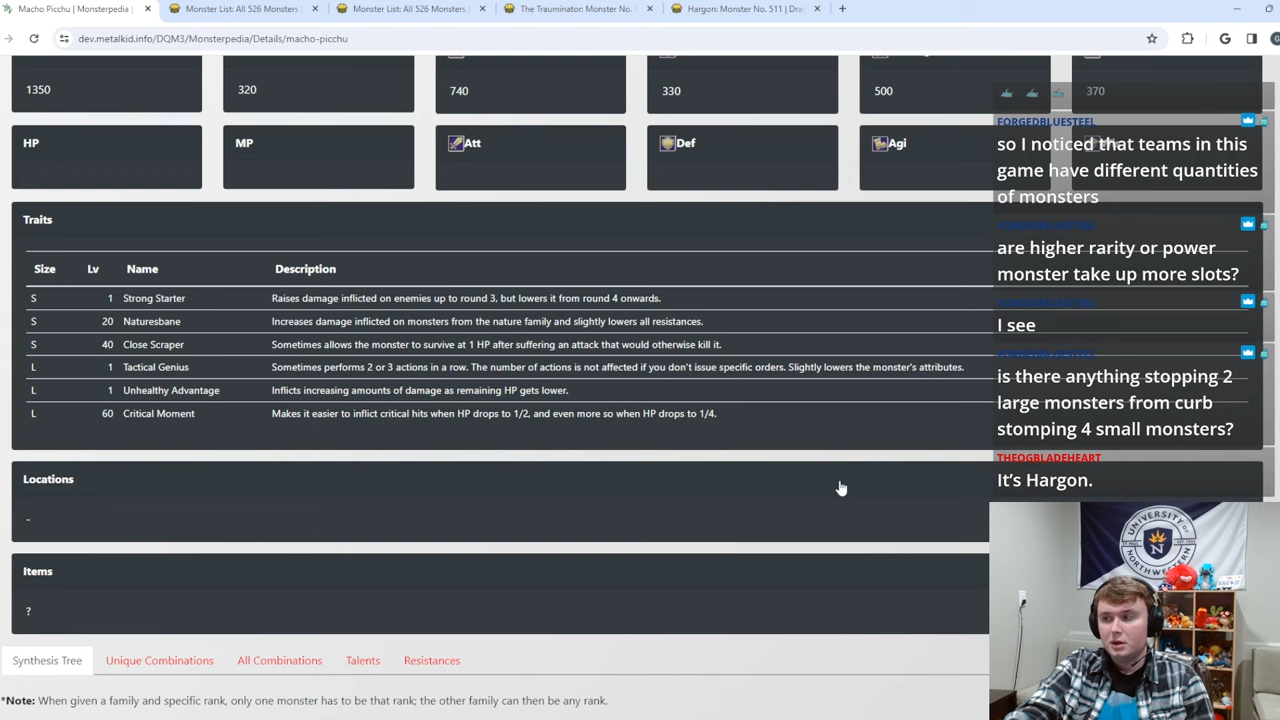 Macho Picchu | Monsterpedia
Monster List: All 526 Monsters
Monster List: All 526 Monsters
The Trauminator: Monster No.
Hargon: Monster No. 511 | Dra
dev.metalkid.info/DQM3/Monsterpedia/Details/macho-picchu
1350
320
740
330
500
370
HP
MP
Att
Def
Agi
Traits
Size Lv Name Description
S 1 Strong Starter Raises damage inflicted on enemies up to round 3, but lowers it from round 4 onwards.
S 20 Naturesbane Increases damage inflicted on monsters from the nature family and slightly lowers all resistances.
S 40 Close Scraper Sometimes allows the monster to survive at 1 HP after suffering an attack that would otherwise kill it.
L 1 Tactical Genius Sometimes performs 2 or 3 actions in a row. The number of actions is not affected if you don't issue specific orders. Slightly lowers the monster's attributes.
L 1 Unhealthy Advantage Inflicts increasing amounts of damage as remaining HP gets lower.
L 60 Critical Moment Makes it easier to inflict critical hits when HP drops to 1/2, and even more so when HP drops to 1/4.
Locations
-
Items
?
Synthesis Tree
Unique Combinations
All Combinations
Talents
Resistances
*Note: When given a family and specific rank, only one monster has to be that rank; the other family can then be any rank.
FORGEDBLUESTEEL
so I noticed that teams in this
game have different quantities
of monsters
are higher rarity or power
monster take up more slots?
I see
is there anything stopping 2
large monsters from curb
stomping 4 small monsters?
THEOGBLADEHEART
It's Hargon.
UNIVERSITY
OF
N
NORTHWESTERN